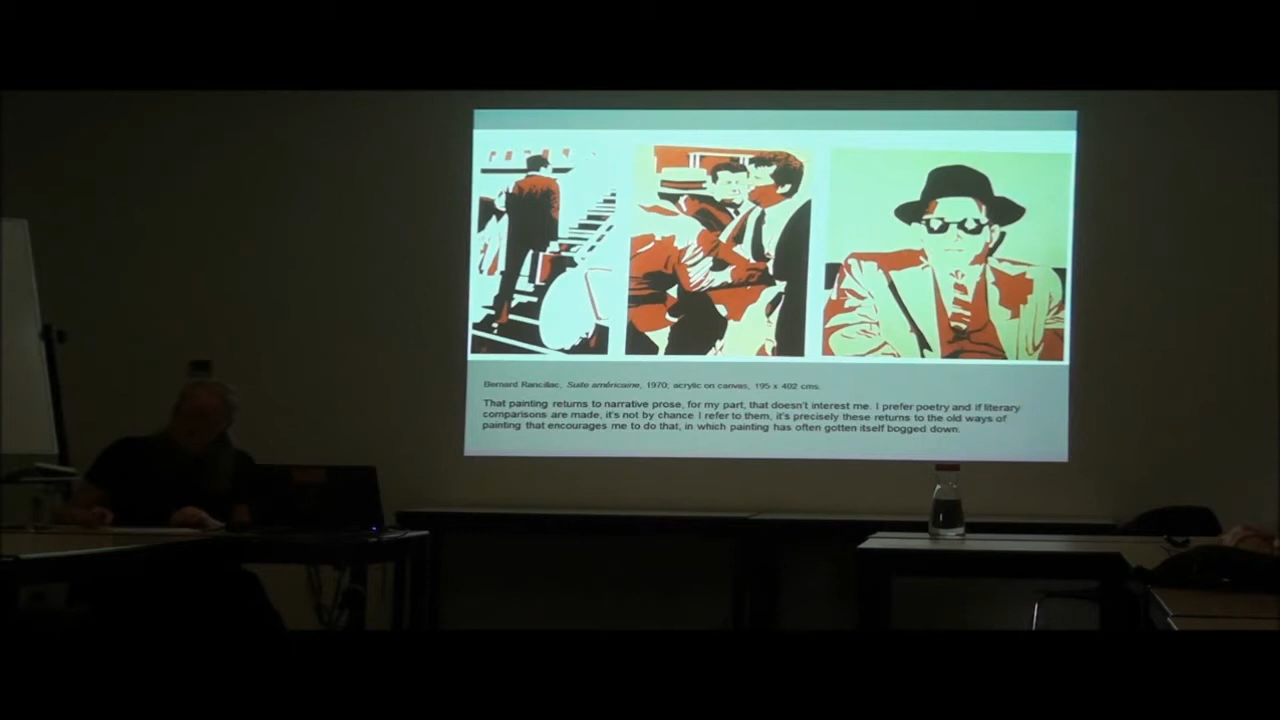 Bernard Rancillac, Suite américaine, 1970; acrylic on canvas, 195 x 402 cms.
That painting returns to narrative prose, for my part, that doesn't interest me. I prefer poetry and if literary
comparisons are made, it's not by chance I refer to them, it's precisely these returns to the old ways of
painting that encourages me to do that, in which painting has often gotten itself bogged down.